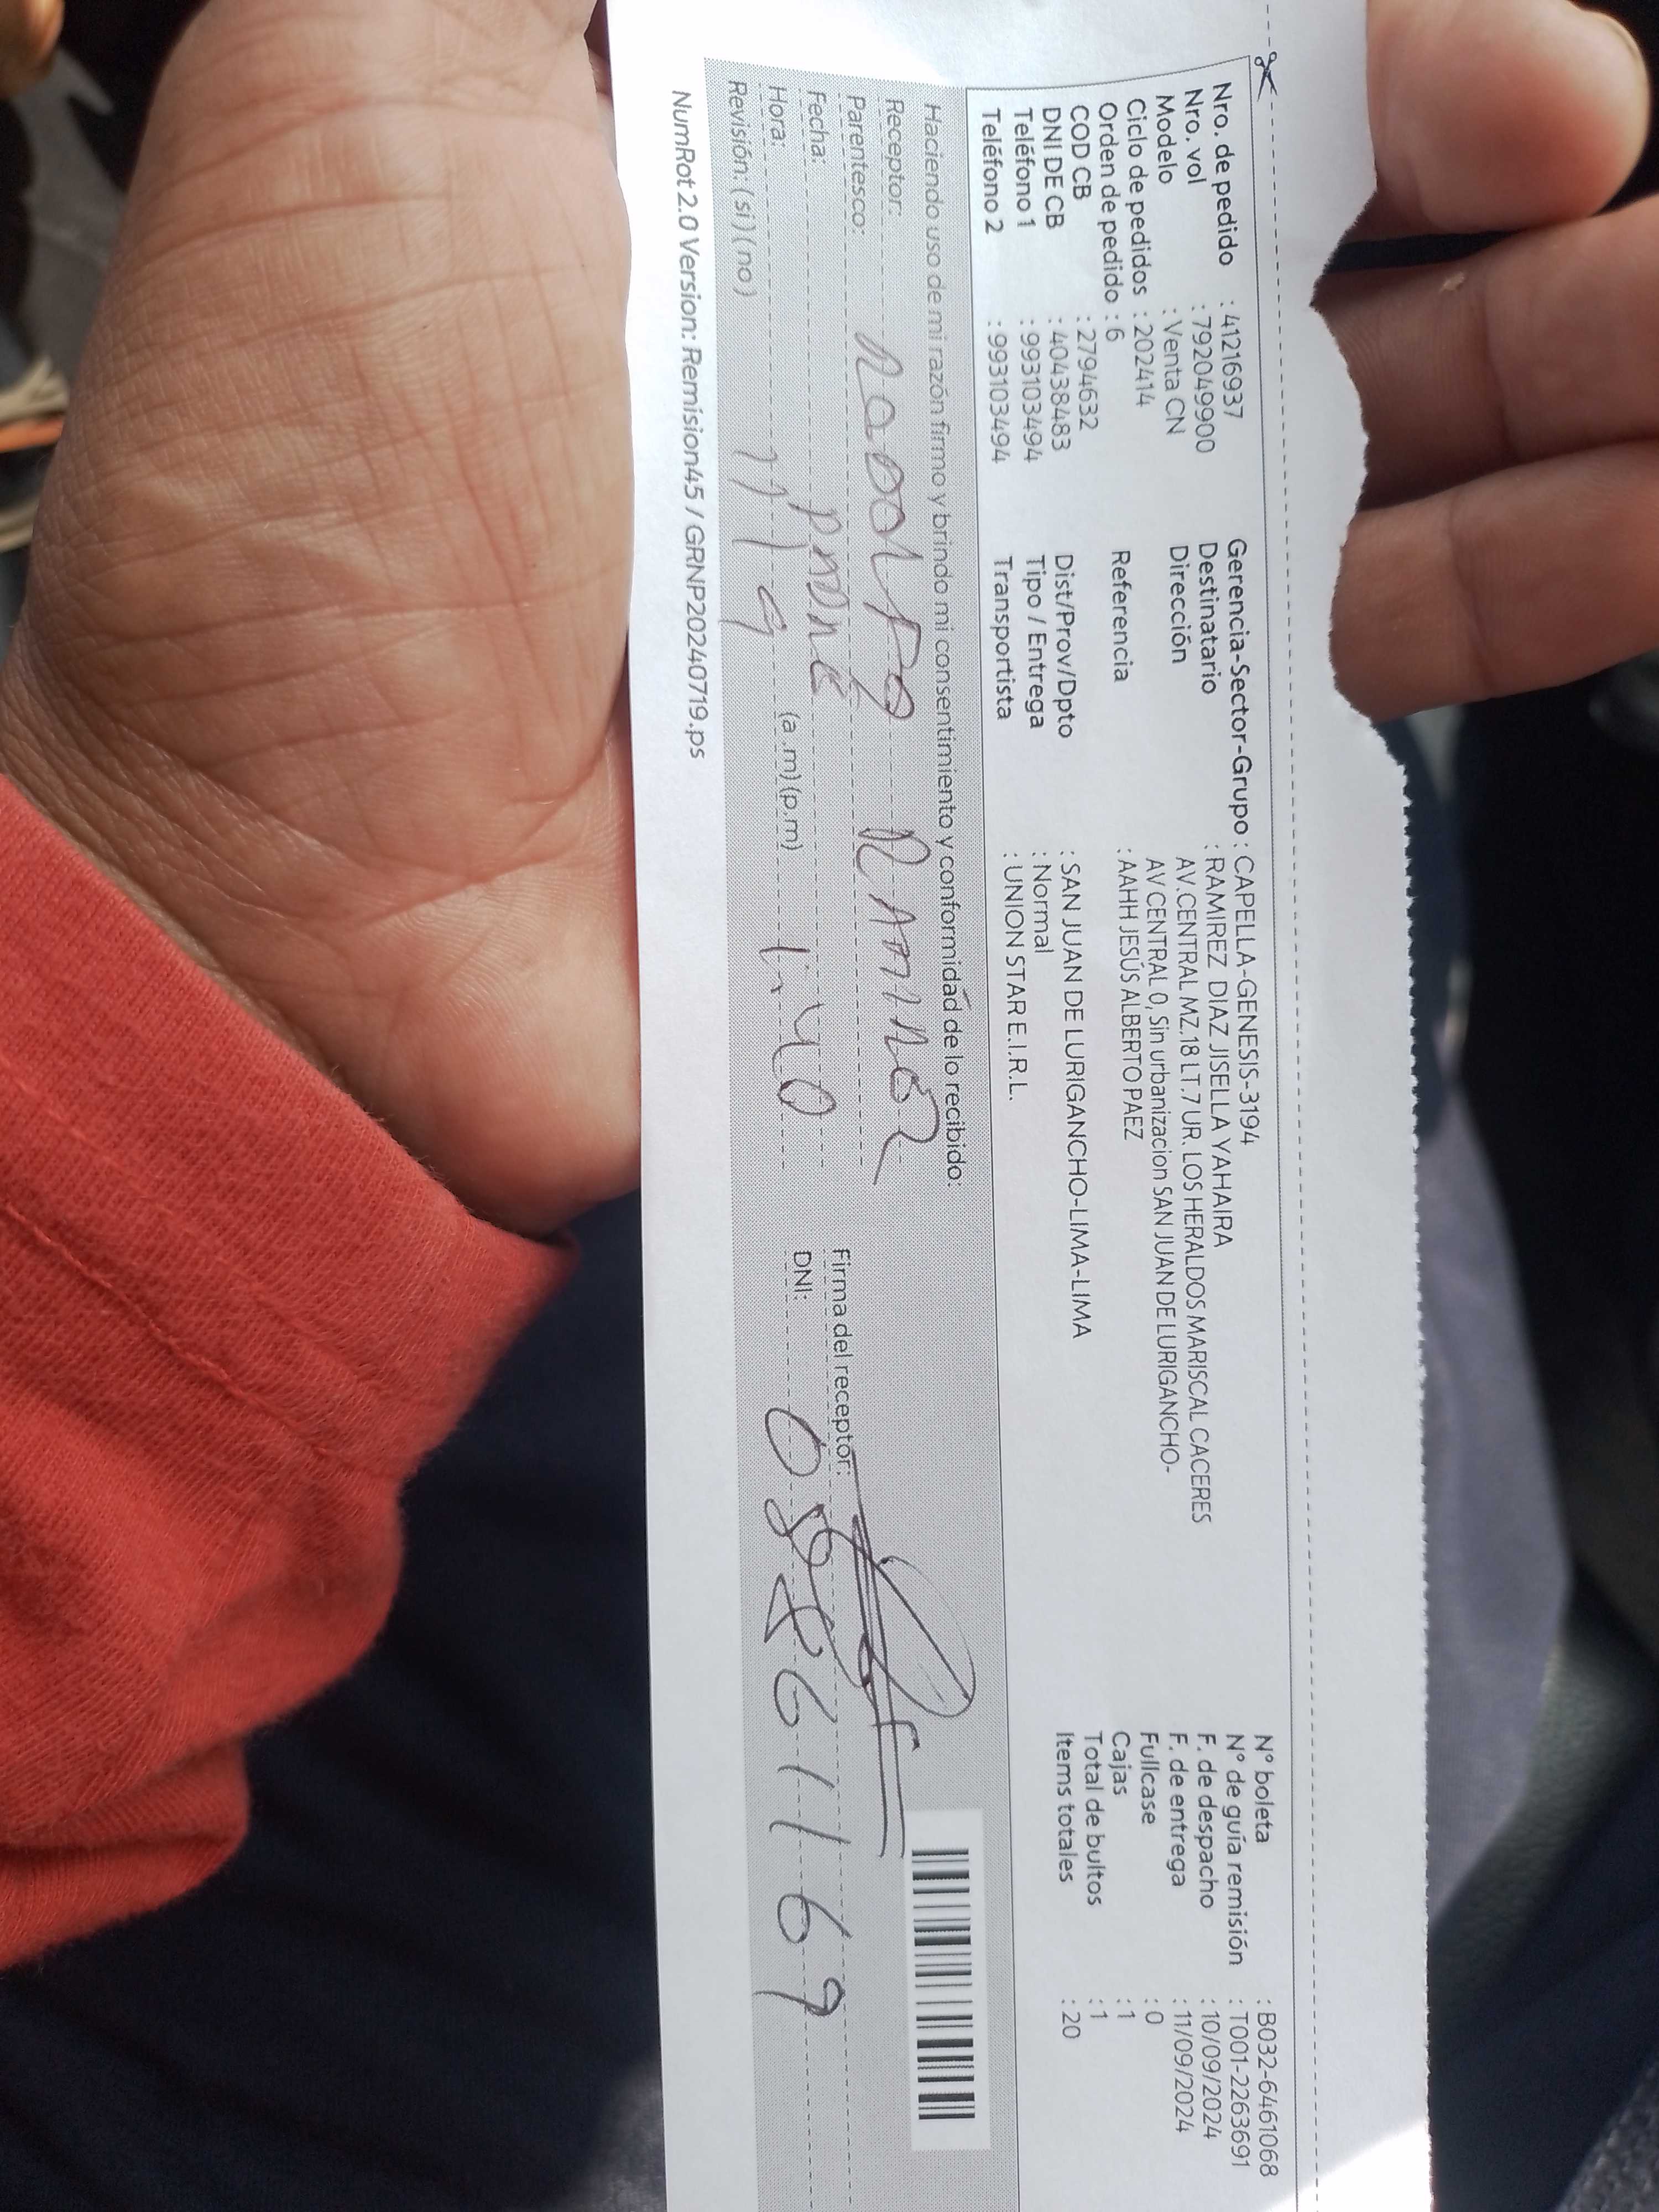 Nro. de pedido : 41216937
Nro. vol : 792049900
Modelo : Venta CN
Ciclo de pedidos : 202414
Orden de pedido : 6
COD CB : 2794632
DNI DE CB : 40438483
Teléfono 1 : 993103494
Teléfono 2 : 993103494
Gerencia-Sector-Grupo : CAPELLA-GENESIS-3194
Destinatario : RAMIREZ DIAZ JISELLA YAHAIRA
Dirección AV.CENTRAL MZ.18 LT.7 UR. LOS HERALDOS MARISCAL CACERES
AV CENTRAL 0, Sin urbanizacion SAN JUAN DE LURIGANCHO-
Referencia : AAHH JESÚS ALBERTO PAEZ
Dist/Prov/Dpto : SAN JUAN DE LURIGANCHO-LIMA-LIMA
Tipo / Entrega : Normal
Transportista : UNION STAR E.I.R.L.
N° boleta : B032-6461068
N° de guía remisión : T001-2263691
F. de despacho : 10/09/2024
F. de entrega : 11/09/2024
Fullcase : 0
Cajas : 1
Total de bultos : 1
Items totales : 20
Haciendo uso de mi razón firmo y brindo mi consentimiento y conformidad de lo recibido:
Receptor:
Parentesco:
Fecha:
Hora: (a.m)(p.m) 1:40
Revisión: (si)(no)
Firma del receptor:
DNI:
NumRot 2.0 Version: Remision45 / GRNP20240719.ps